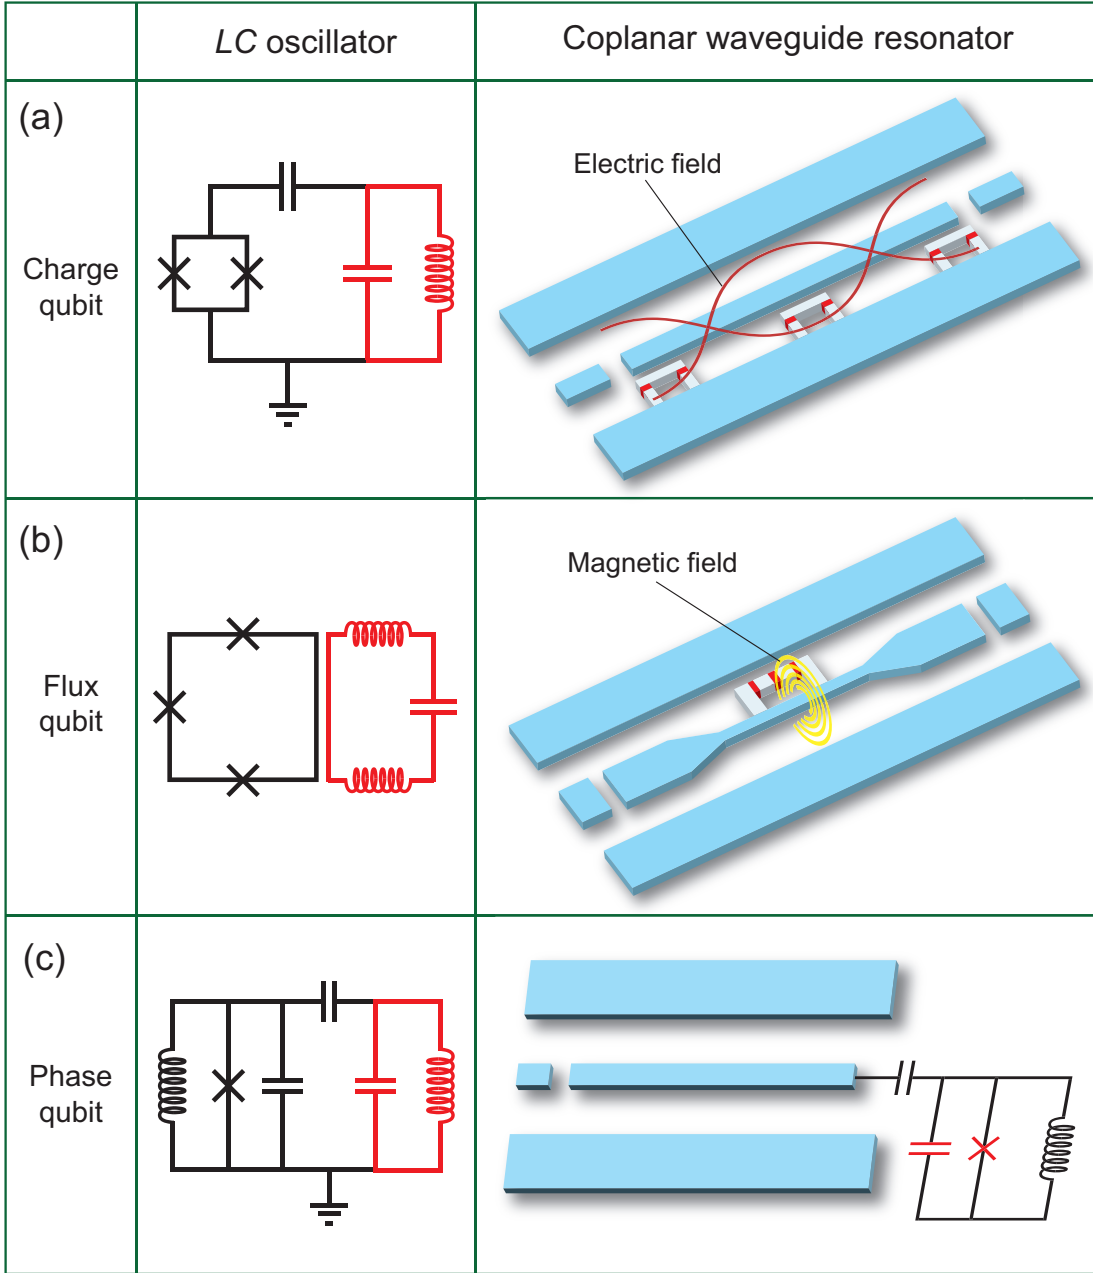 LC oscillator
Coplanar waveguide resonator
(a)
Charge
qubit
Electric field
(b)
Flux
qubit
Magnetic field
(c)
Phase
qubit